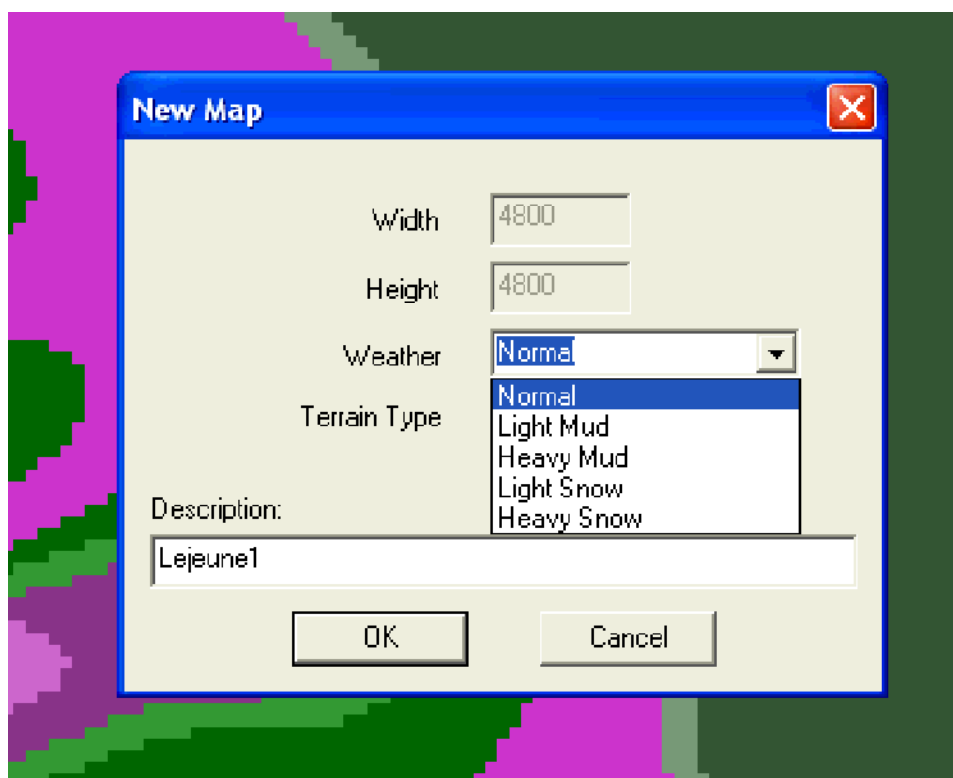 New Map
Width 4800
Height 4800
Weather Normal
Normal
Terrain Type
Light Mud
Heavy Mud
Light Snow
Heavy Snow
Description:
Lejeune1
OK Cancel